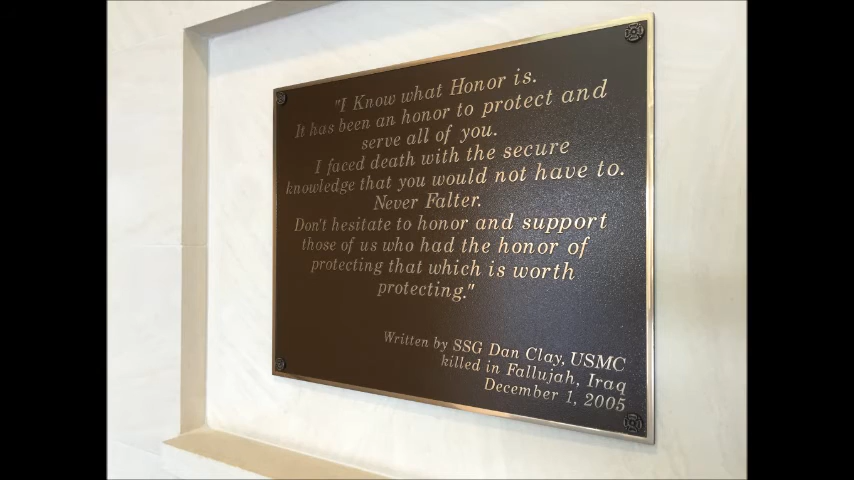 "I Know what Honor is.
It has been an honor to protect and
serve all of you.
I faced death with the secure
knowledge that you would not have to.
Never Falter.
Don't hesitate to honor and support
those of us who had the honor of
protecting that which is worth
protecting."
Written by SSG Dan Clay, USMC
killed in Fallujah, Iraq
December 1, 2005